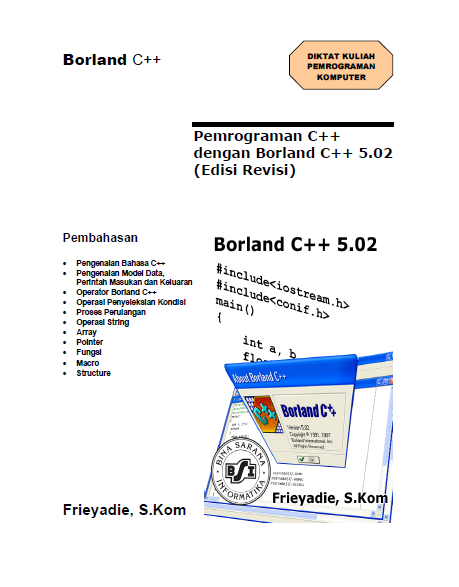 Borland C++
DIKTAT KULIAH
PEMROGRAMAN
KOMPUTER
Pemrograman C++
dengan Borland C++ 5.02
(Edisi Revisi)
Pembahasan
• Pengenalan Bahasa C++
• Pengenalan Model Data,
Perintah Masukan dan Keluaran
• Operator Borland C++
• Operasi Penyeleksian Kondisi
• Proses Perulangan
• Operasi String
• Array
• Pointer
• Fungsi
• Macro
• Structure
Borland C++ 5.02
#include<iostream.h>
#include<conif.h>
main()
{
int a, b
About Borland C++
Borland C++
Version 5.02
Copyright © 1991, 1997
Borland International, Inc.
All Rights Reserved.
BINA SARANA
BSI
INFORMATIKA
Frieyadie, S.Kom
Frieyadie, S.Kom